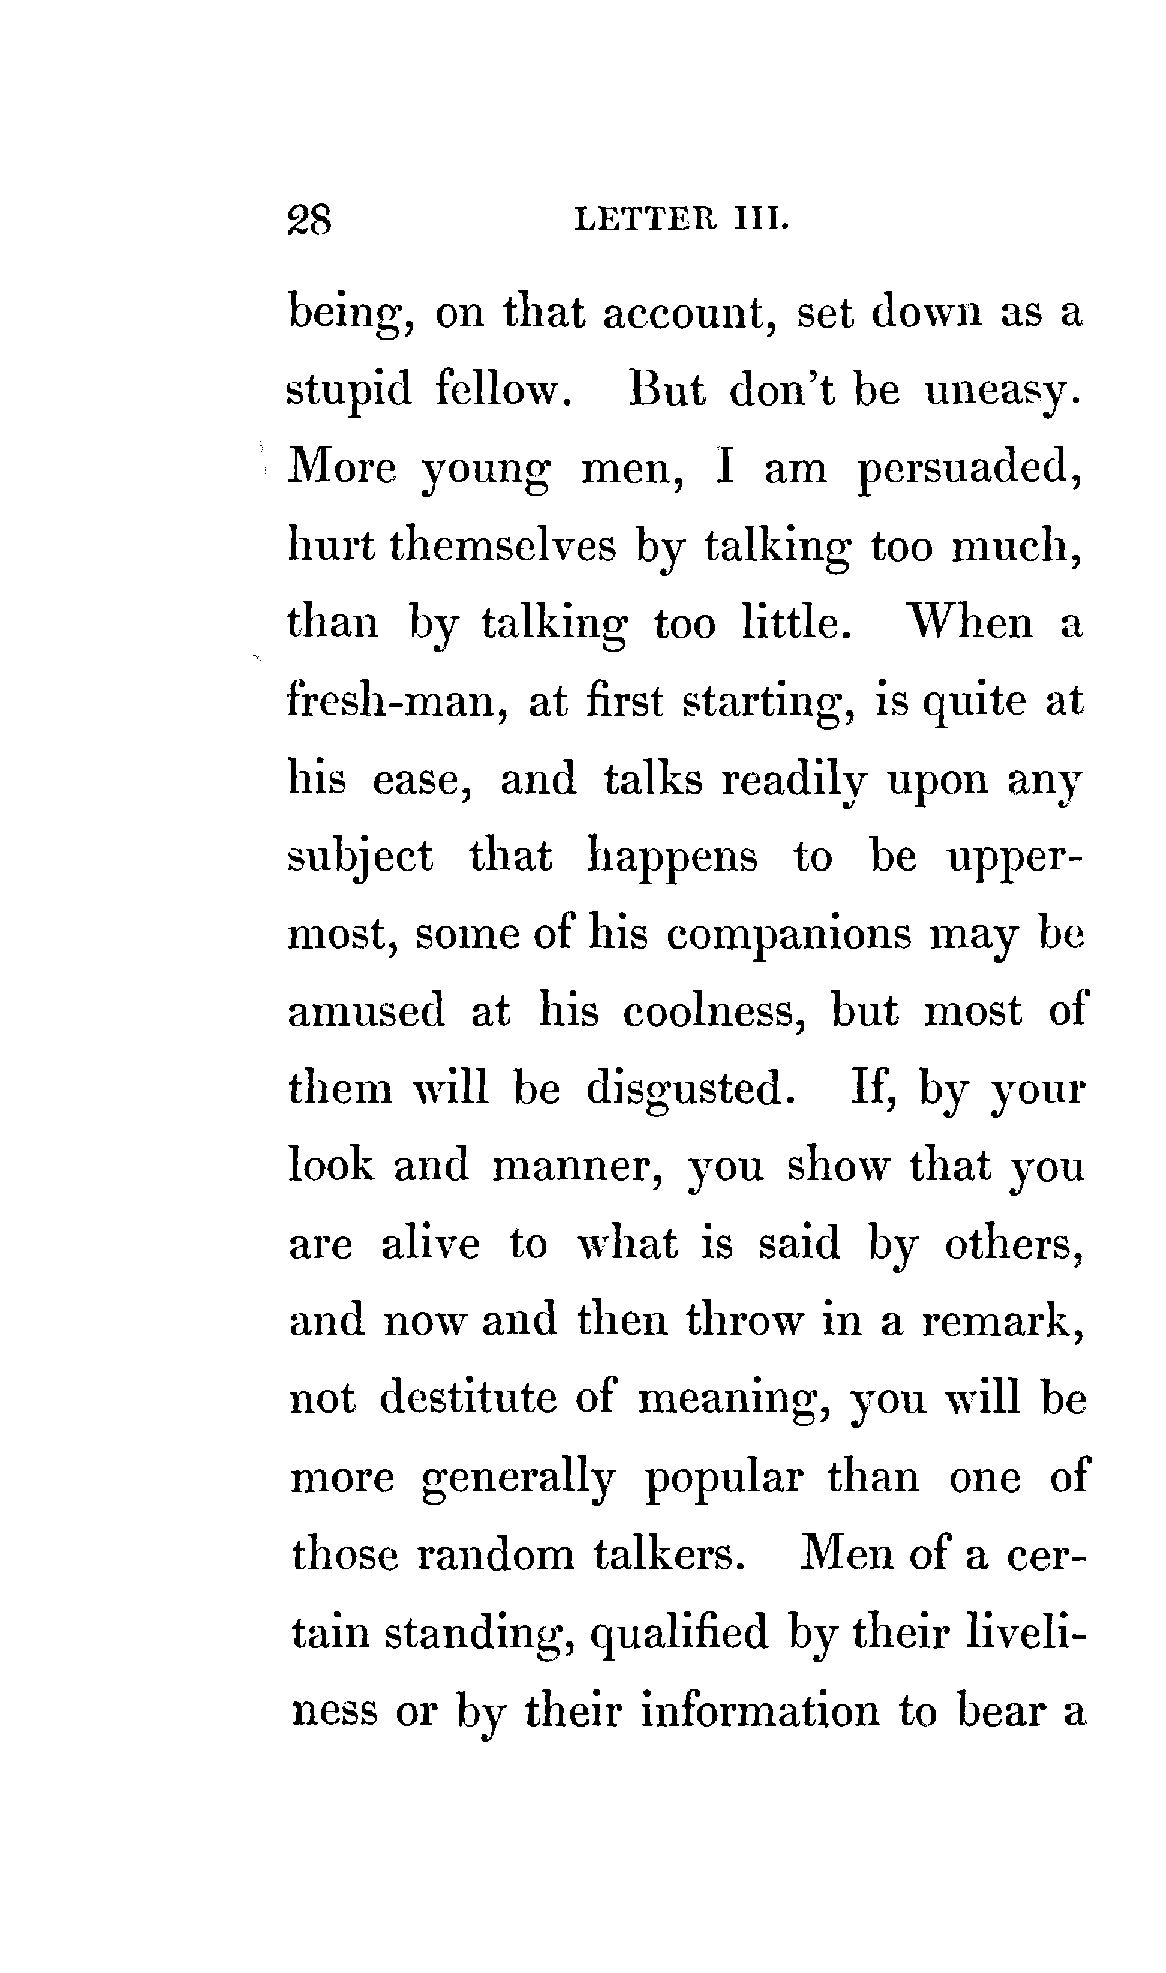 28 LETTER III.
being, on that account, set down as a
stupid fellow. But don't be uneasy.
More young men, I am persuaded,
hurt themselves by talking too much,
than by talking too little. When a
fresh-man, at first starting, is quite at
his ease, and talks readily upon any
subject that happens to be upper-
most, some of his companions may be
amused at his coolness, but most of
them will be disgusted. If, by your
look and manner, you show that you
are alive to what is said by others,
and now and then throw in a remark,
not destitute of meaning, you will be
more generally popular than one of
those random talkers. Men of a cer-
tain standing, qualified by their liveli-
ness or by their information to bear a